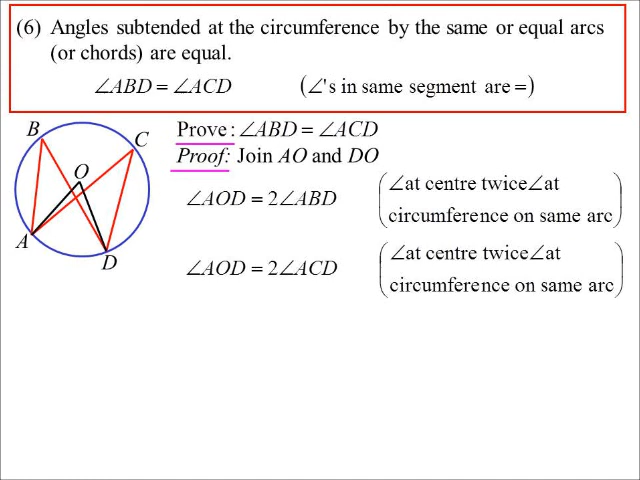 (6) Angles subtended at the circumference by the same or equal arcs
(or chords) are equal.
∠ABD = ∠ACD (∠'s in same segment are =)
B
C
O
A
D
Prove: ∠ABD = ∠ACD
Proof: Join AO and DO
∠AOD = 2∠ABD
(∠at centre twice∠at
circumference on same arc)
∠AOD = 2∠ACD
(∠at centre twice∠at
circumference on same arc)